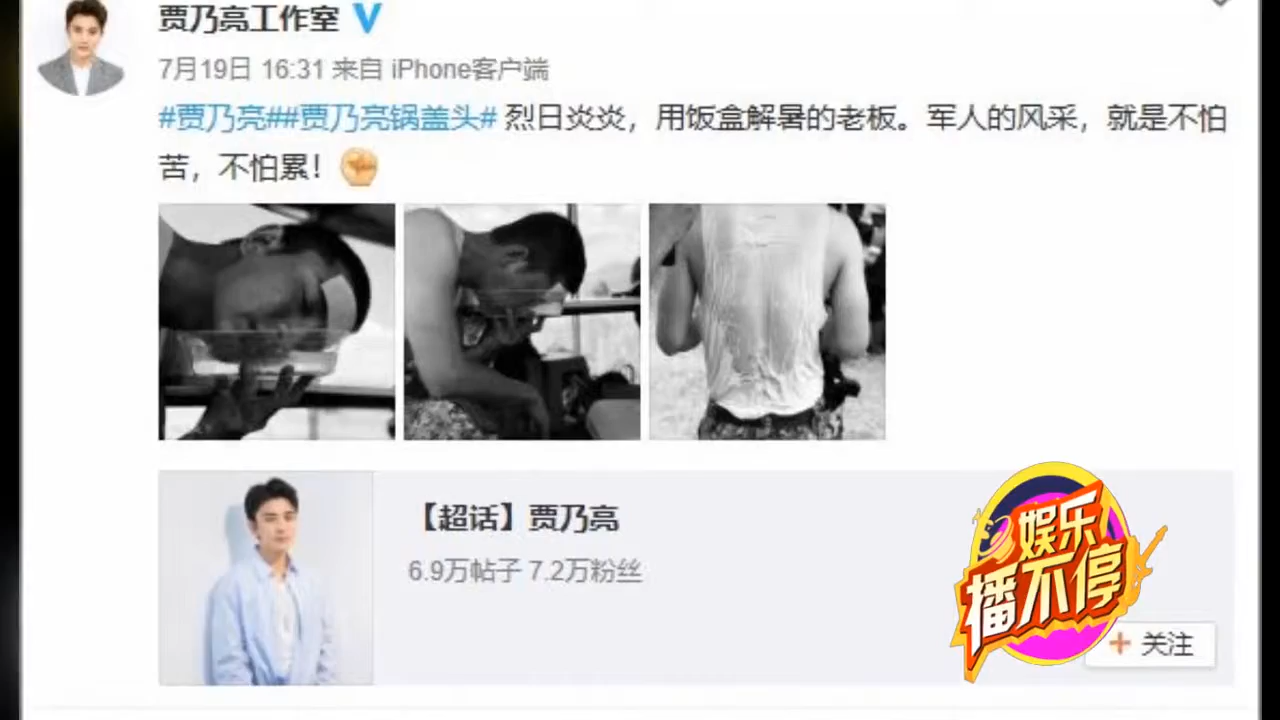 贾乃亮工作室
7月19日 16:31 来自 iPhone客户端
#贾乃亮##贾乃亮锅盖头# 烈日炎炎，用饭盒解暑的老板。军人的风采，就是不怕
苦，不怕累！
【超话】贾乃亮
6.9万帖子 7.2万粉丝
娱乐
播不停
+ 关注